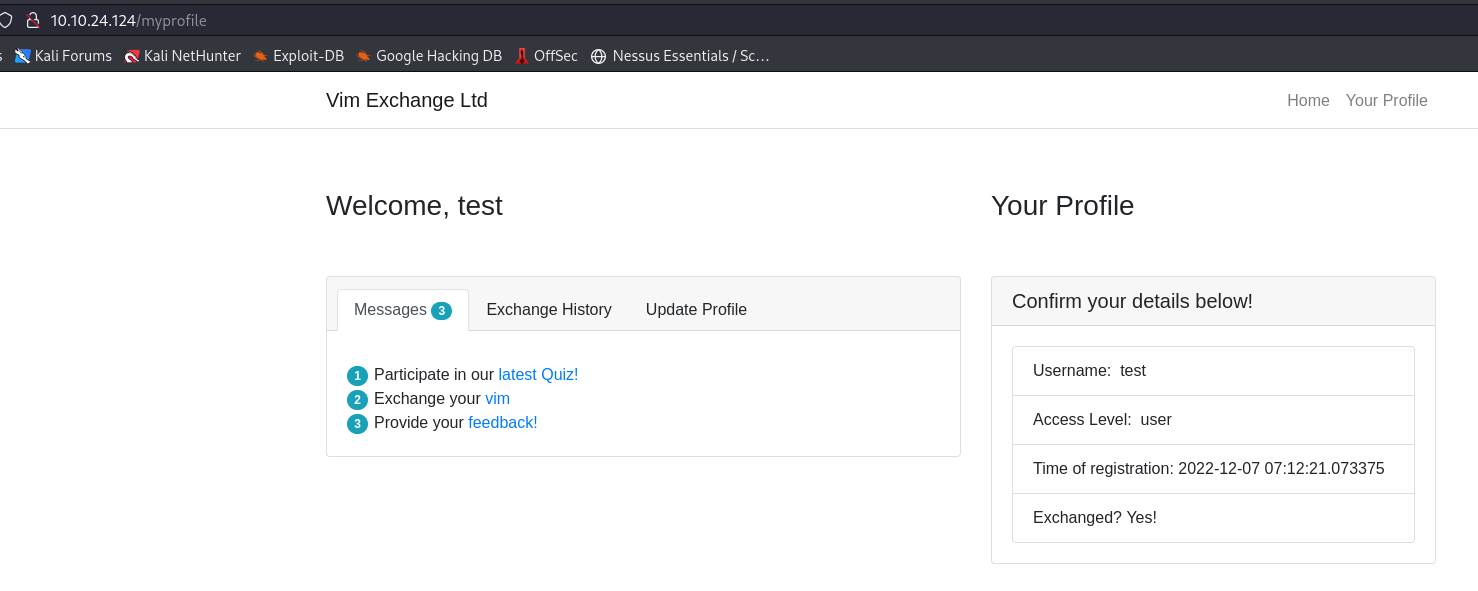 10.10.24.124/myprofile
s Kali Forums Kali NetHunter Exploit-DB Google Hacking DB OffSec Nessus Essentials / Sc...
Vim Exchange Ltd Home Your Profile
Welcome, test
Your Profile
Messages 3 Exchange History Update Profile
1 Participate in our latest Quiz!
2 Exchange your vim
3 Provide your feedback!
Confirm your details below!
Username: test
Access Level: user
Time of registration: 2022-12-07 07:12:21.073375
Exchanged? Yes!